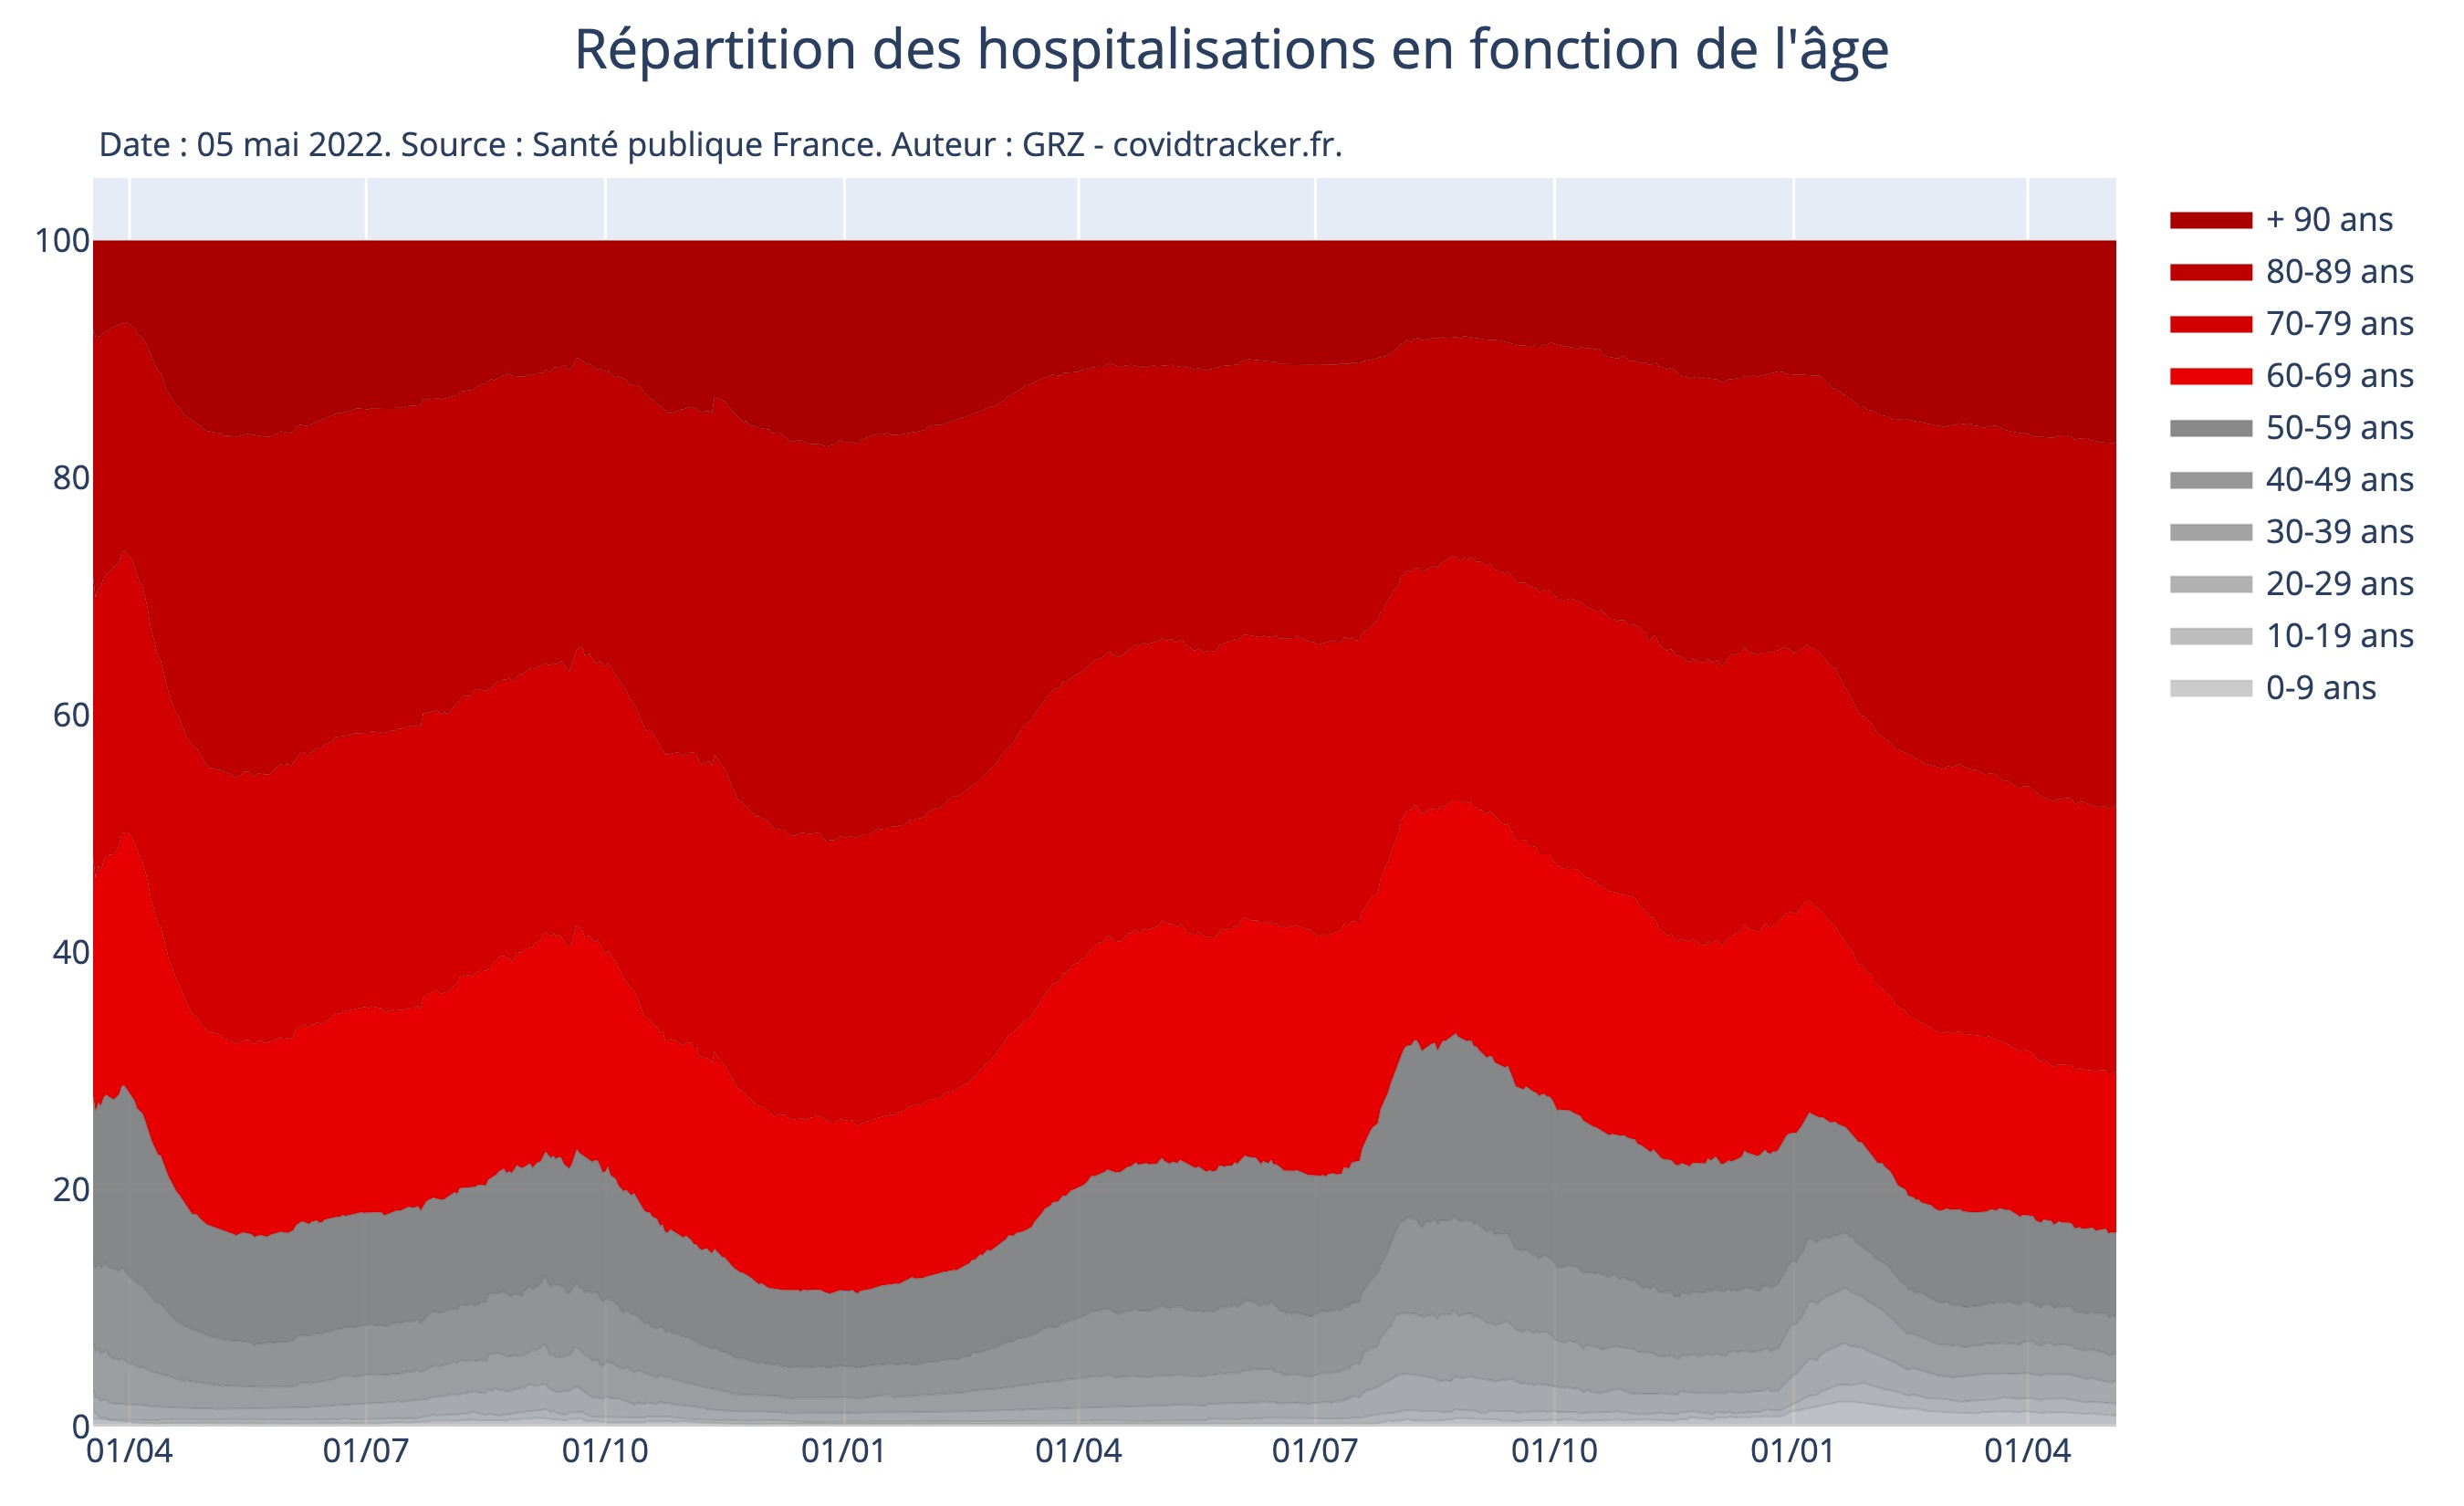 Répartition des hospitalisations en fonction de l'âge
Date : 05 mai 2022. Source : Santé publique France. Auteur : GRZ - covidtracker.fr.
100
80
60
40
20
0
01/04 01/07 01/10 01/01 01/04 01/07 01/10 01/01 01/04
+ 90 ans
80-89 ans
70-79 ans
60-69 ans
50-59 ans
40-49 ans
30-39 ans
20-29 ans
10-19 ans
0-9 ans